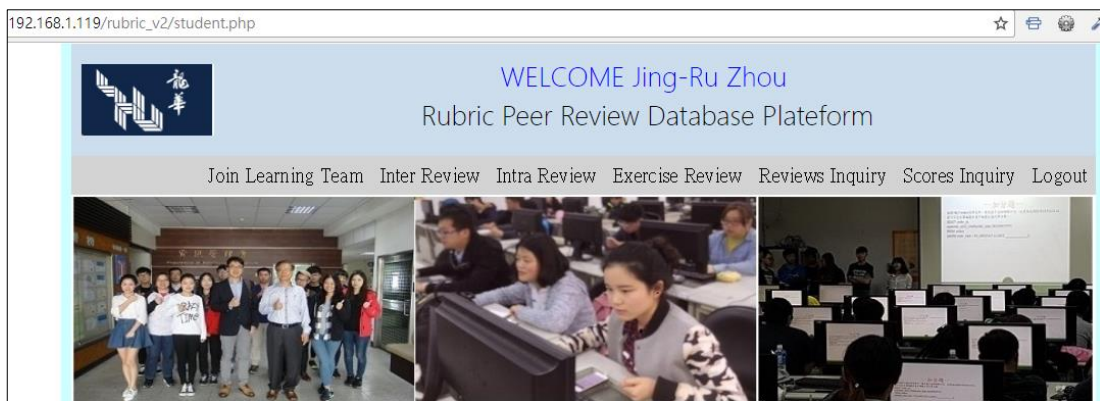 192.168.1.119/rubric_v2/student.php
龍華
WELCOME Jing-Ru Zhou
Rubric Peer Review Database Plateform
Join Learning Team Inter Review Intra Review Exercise Review Reviews Inquiry Scores Inquiry Logout